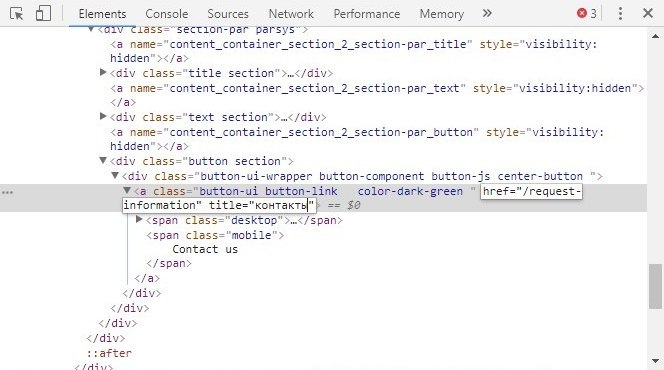 Elements Console Sources Network Performance Memory » 3
<div class="section-par parsys">
<a name="content_container_section_2_section-par_title" style="visibility:
hidden"></a>
<div class="title section">…</div>
<a name="content_container_section_2_section-par_text" style="visibility:hidden">
</a>
<div class="text section">…</div>
<a name="content_container_section_2_section-par_button" style="visibility:
hidden"></a>
<div class="button section">
<div class="button-ui-wrapper button-component button-js center-button ">
… <a class="button-ui button-link color-dark-green " href="/request-
information" title="контакты"> == $0
<span class="desktop">…</span>
<span class="mobile">
Contact us
</span>
</a>
</div>
</div>
</div>
</div>
::after
</div>